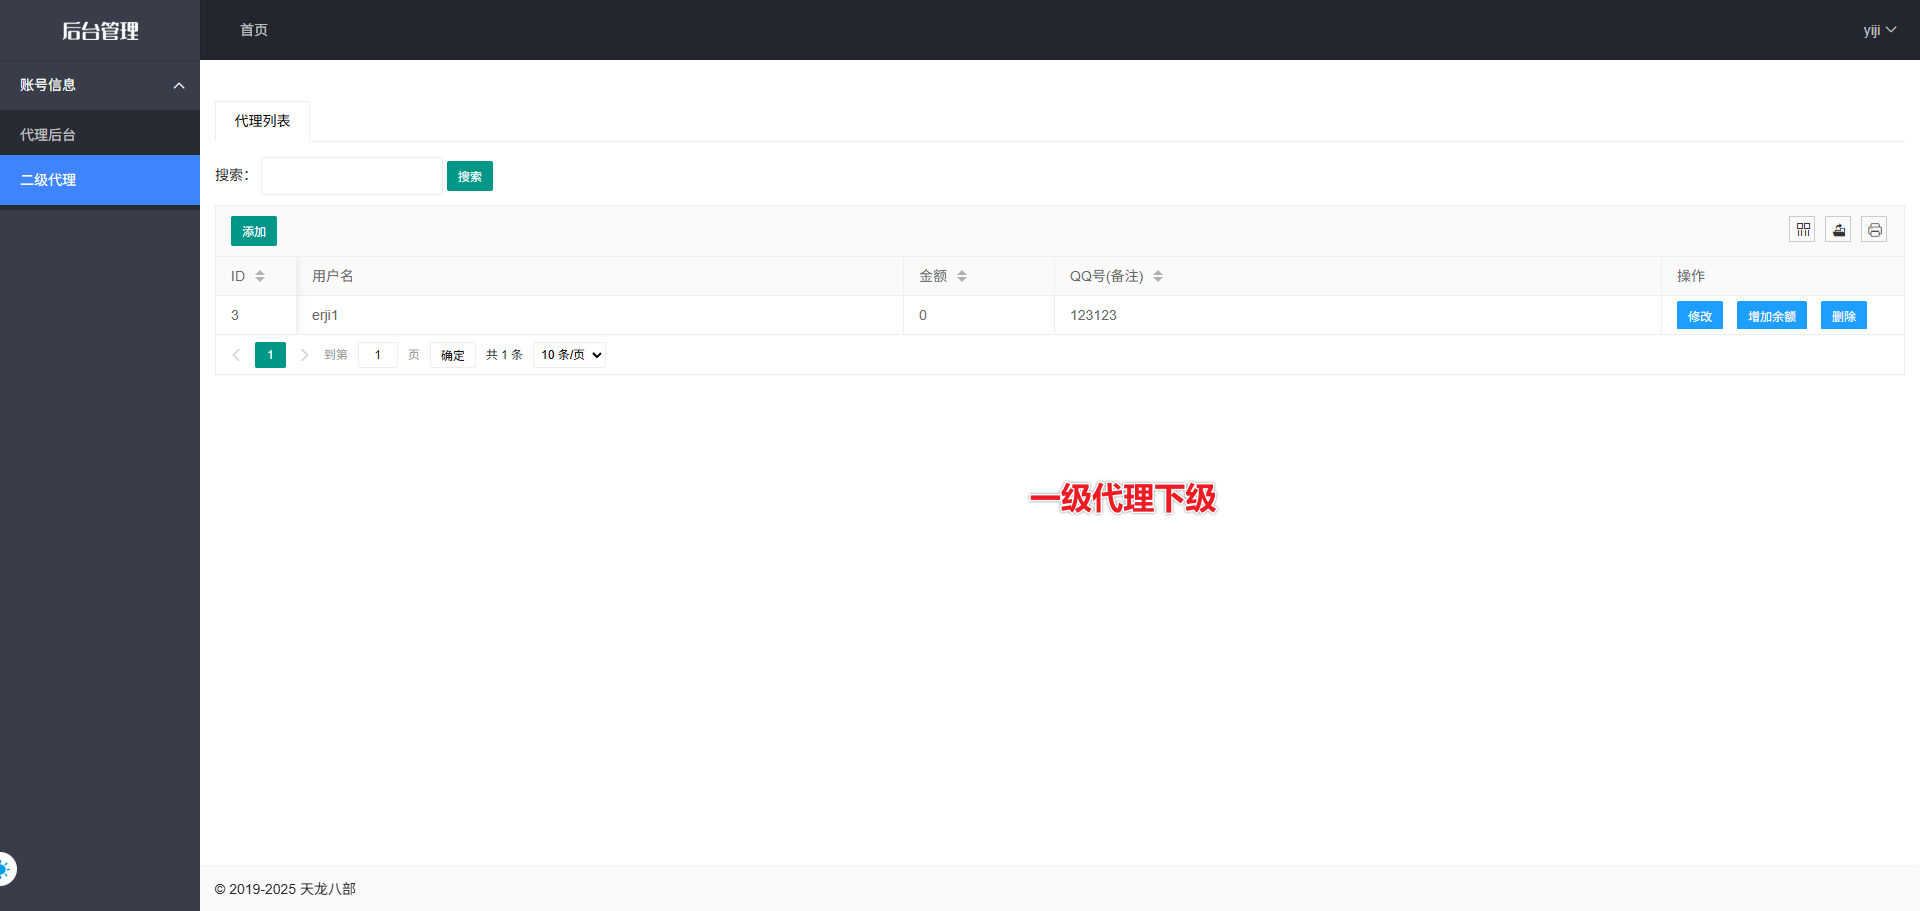 后台管理
首页
yiji
账号信息
代理后台
二级代理
代理列表
搜索：
搜索
添加
ID 用户名 金额 QQ号(备注) 操作
3 erji1 0 123123 修改 增加余额 删除
1 到第 1 页 确定 共 1 条 10 条/页
一级代理下级
© 2019-2025 天龙八部